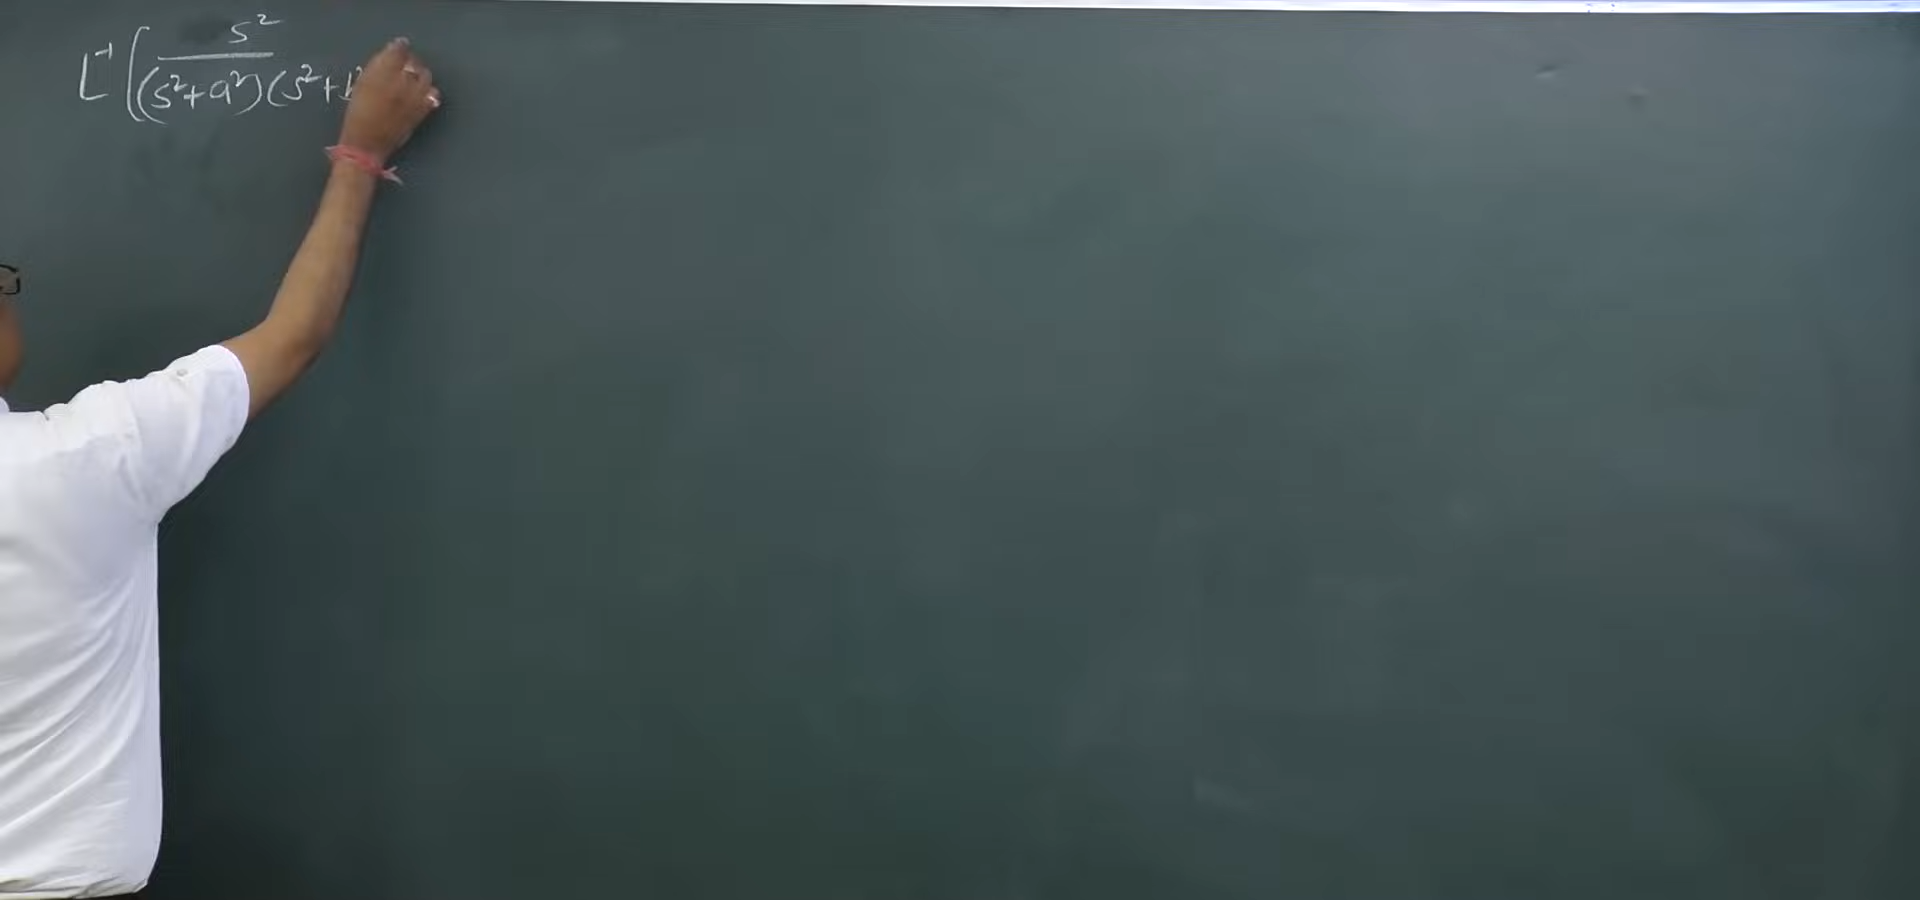 L⁻¹ [ s² / (s²+a²)(s²+